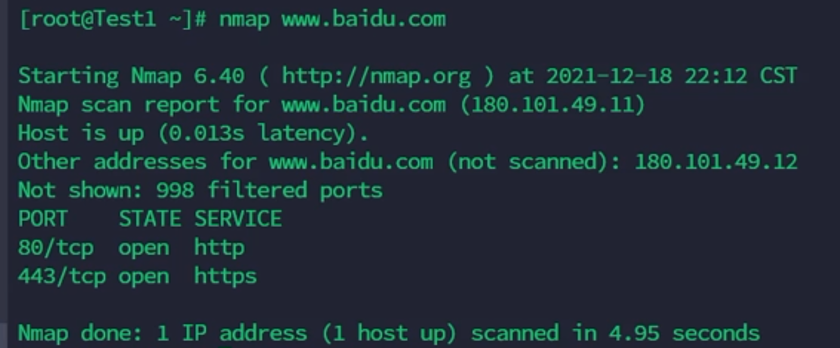 [root@Test1 ~]# nmap www.baidu.com
Starting Nmap 6.40 ( http://nmap.org ) at 2021-12-18 22:12 CST
Nmap scan report for www.baidu.com (180.101.49.11)
Host is up (0.013s latency).
Other addresses for www.baidu.com (not scanned): 180.101.49.12
Not shown: 998 filtered ports
PORT    STATE SERVICE
80/tcp  open  http
443/tcp open  https
Nmap done: 1 IP address (1 host up) scanned in 4.95 seconds